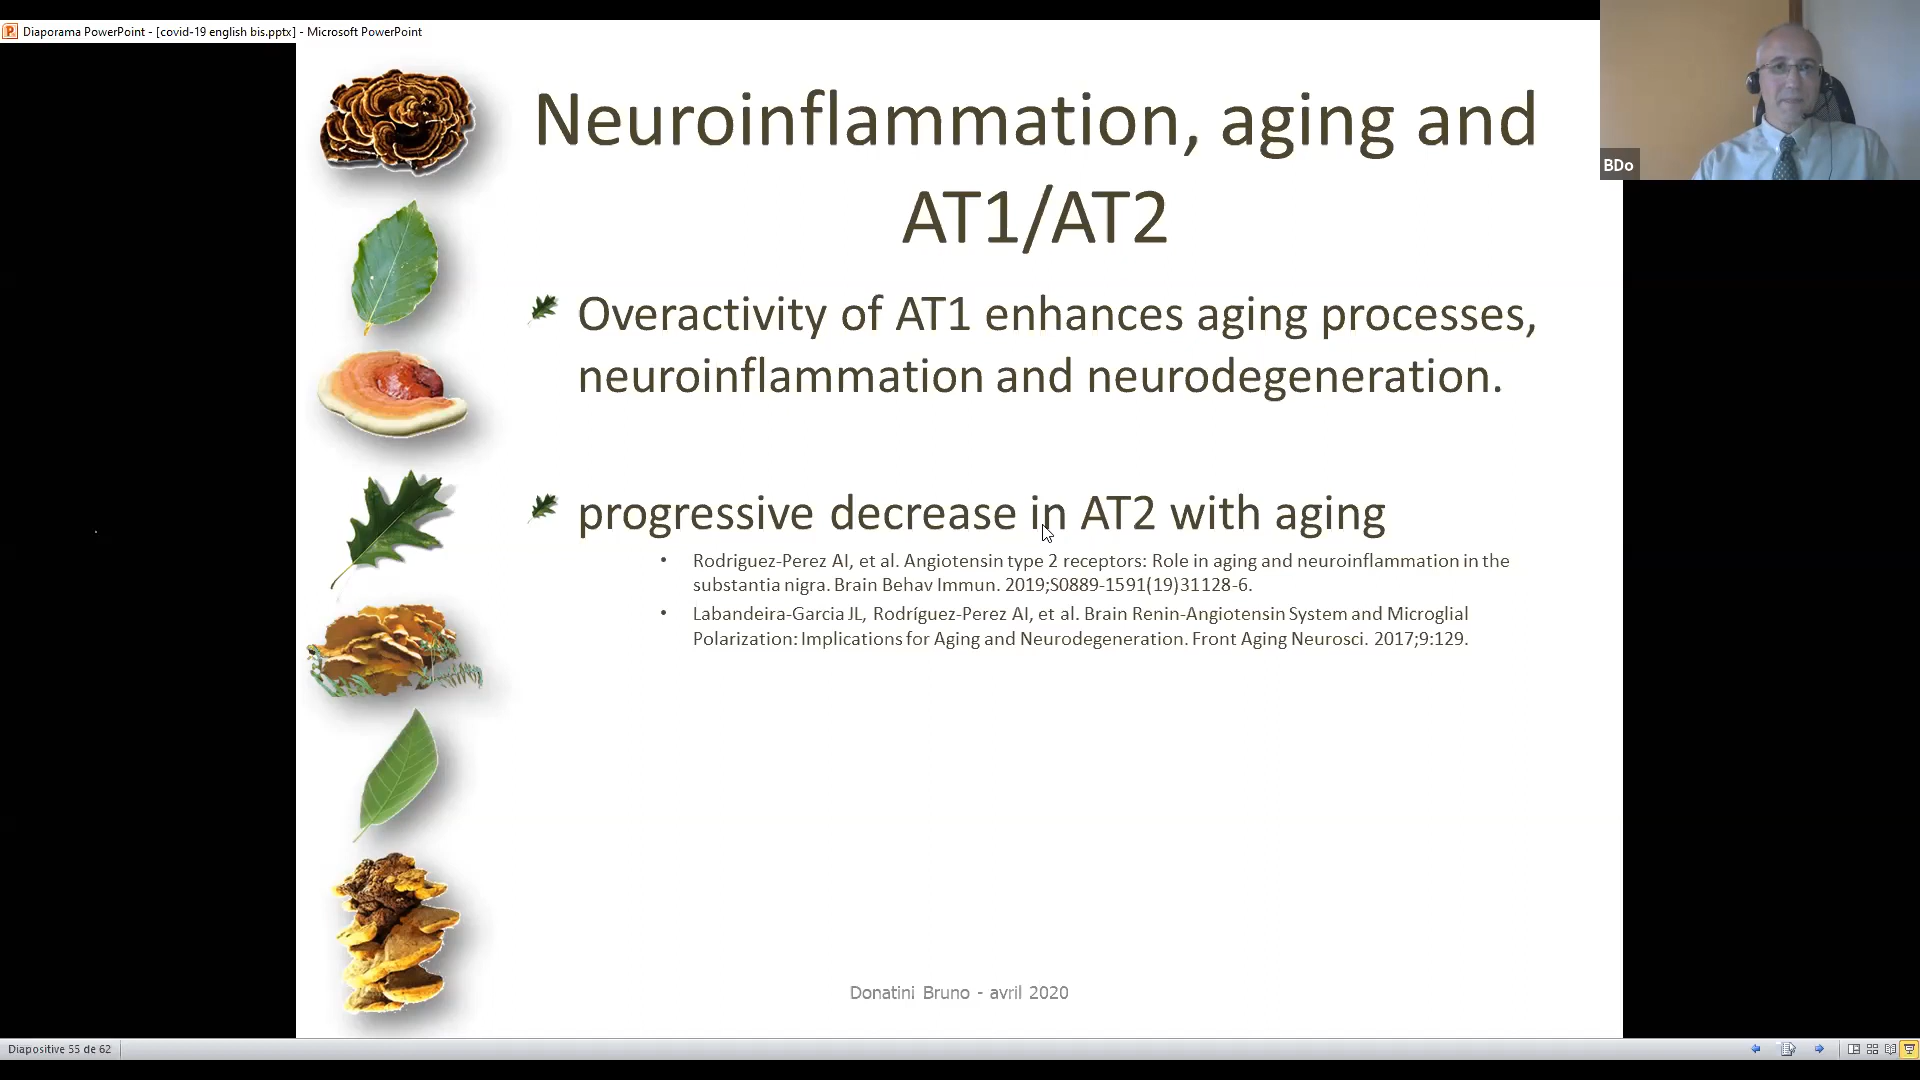 Diaporama PowerPoint - [covid-19 english bis.pptx] - Microsoft PowerPoint
BDo
Neuroinflammation, aging and
AT1/AT2
Overactivity of AT1 enhances aging processes,
neuroinflammation and neurodegeneration.
progressive decrease in AT2 with aging
• Rodriguez-Perez AI, et al. Angiotensin type 2 receptors: Role in aging and neuroinflammation in the
substantia nigra. Brain Behav Immun. 2019;S0889-1591(19)31128-6.
• Labandeira-Garcia JL, Rodríguez-Perez AI, et al. Brain Renin-Angiotensin System and Microglial
Polarization: Implications for Aging and Neurodegeneration. Front Aging Neurosci. 2017;9:129.
Donatini Bruno - avril 2020
Diapositive 55 de 62